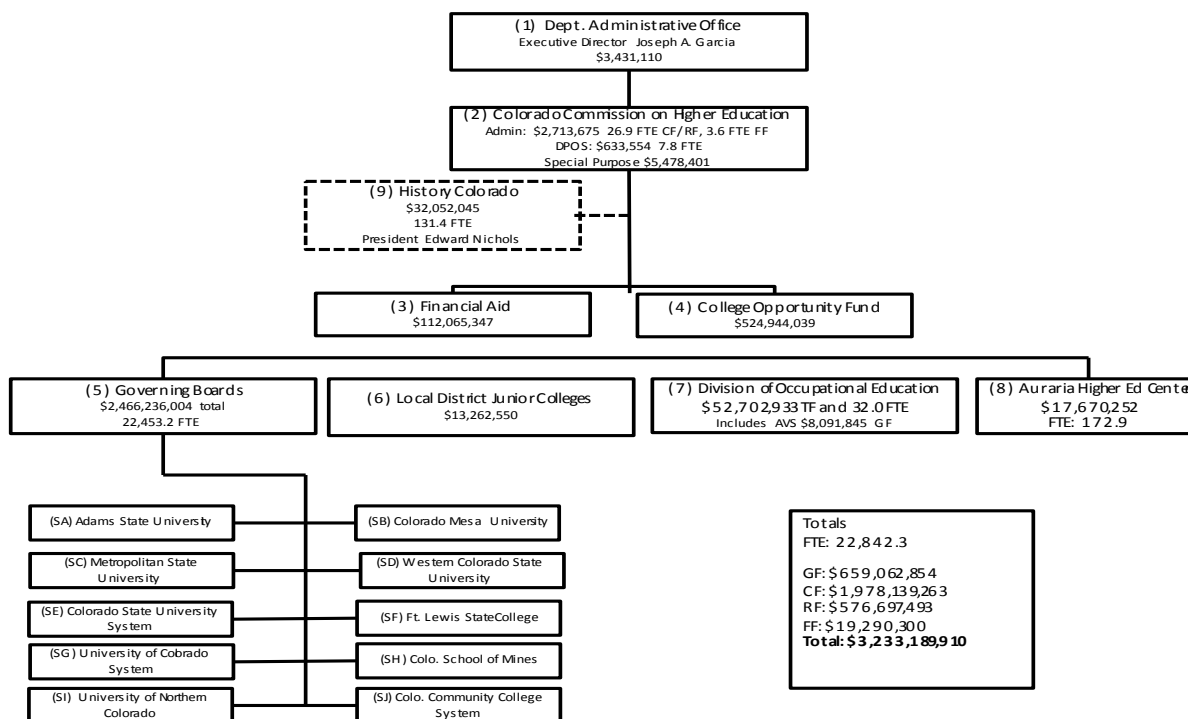 (1) Dept. Administrative Office
Executive Director Joseph A. Garcia
$3,431,110
(2) Colorado Commission on Higher Education
Admin: $2,713,675 26.9 FTE CF/RF, 3.6 FTE FF
DPOS: $633,554 7.8 FTE
Special Purpose $5,478,401
(9) History Colorado
$32,052,045
131.4 FTE
President Edward Nichols
(3) Financial Aid
$112,065,347
(4) College Opportunity Fund
$524,944,039
(5) Governing Boards
$2,466,236,004 total
22,453.2 FTE
(6) Local District Junior Colleges
$13,262,550
(7) Division of Occupational Education
$52,702,933 TF and 32.0 FTE
Includes AVS $8,091,845 GF
(8) Auraria Higher Ed Cente
$17,670,252
FTE: 172.9
(SA) Adams State University
(SB) Colorado Mesa University
(SC) Metropolitan State
University
(SD) Western Colorado State
University
(SE) Colorado State University
System
(SF) Ft. Lewis State College
(SG) University of Colorado
System
(SH) Colo. School of Mines
(SI) University of Northern
Colorado
(SJ) Colo. Community College
System
Totals
FTE: 22,842.3
GF: $659,062,854
CF: $1,978,139,263
RF: $576,697,493
FF: $19,290,300
Total: $3,233,189,910